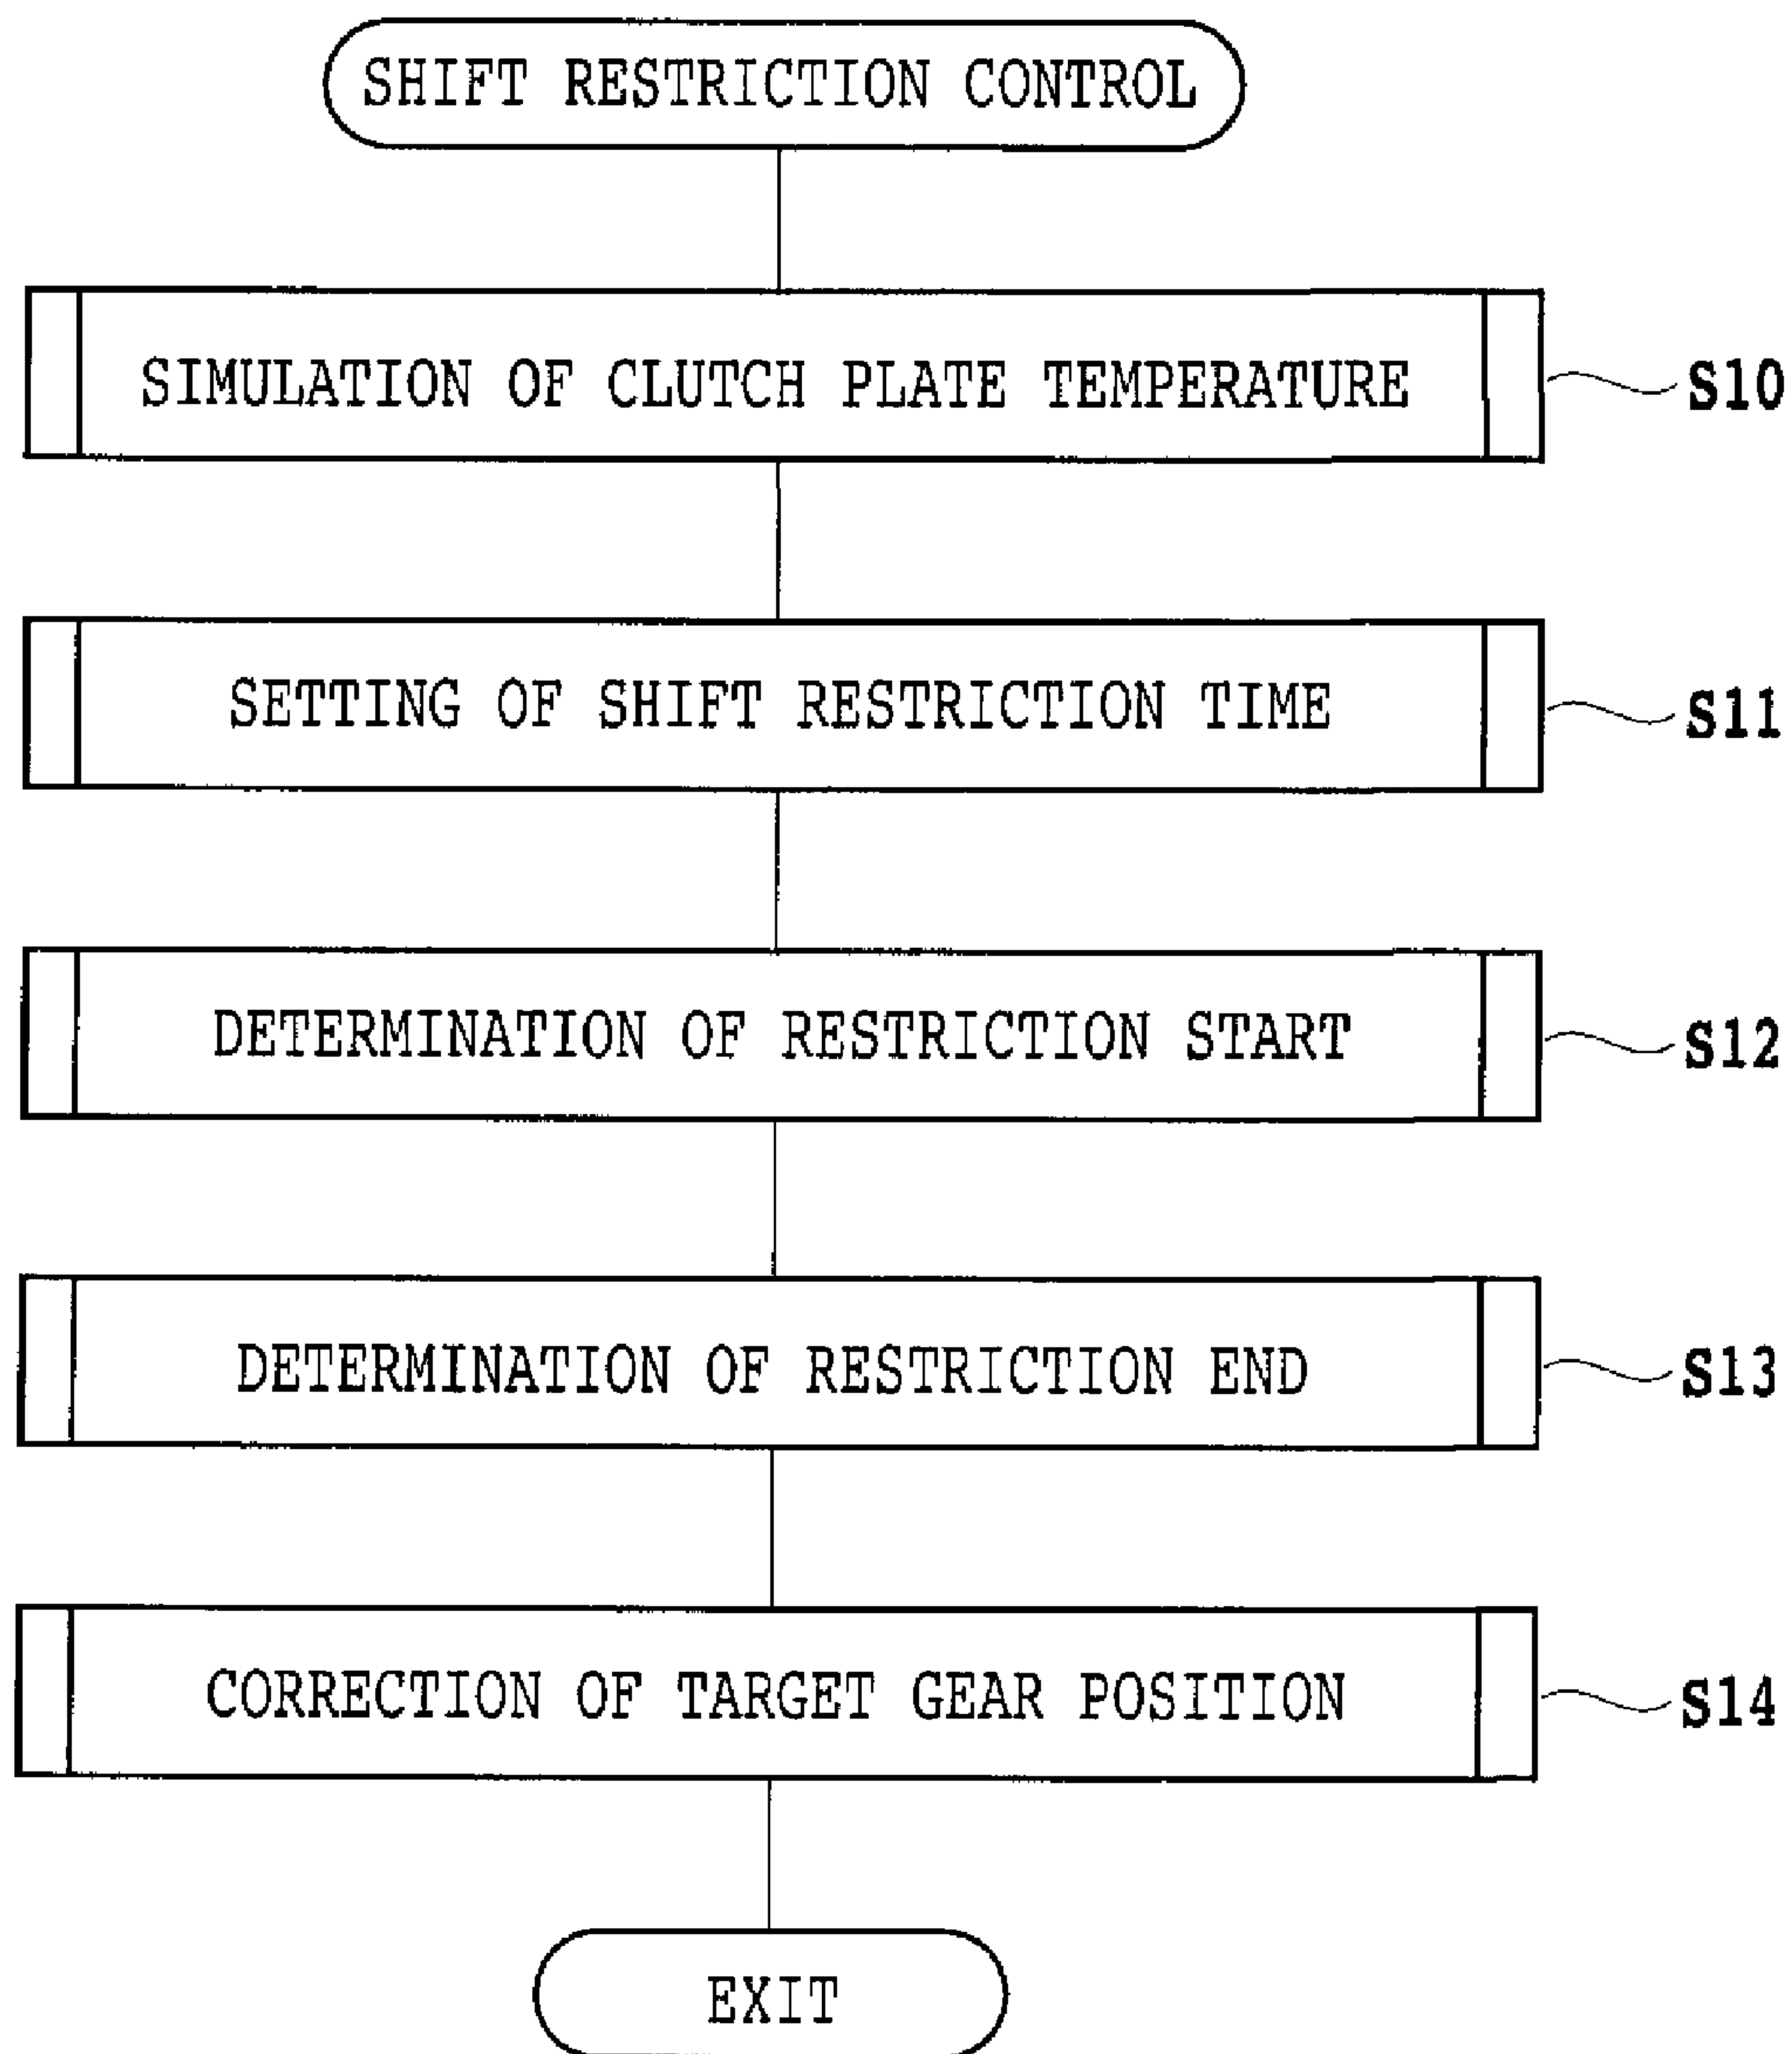 SHIFT RESTRICTION CONTROL
SIMULATION OF CLUTCH PLATE TEMPERATURE
S10
SETTING OF SHIFT RESTRICTION TIME
S11
DETERMINATION OF RESTRICTION START
S12
DETERMINATION OF RESTRICTION END
S13
CORRECTION OF TARGET GEAR POSITION
S14
EXIT